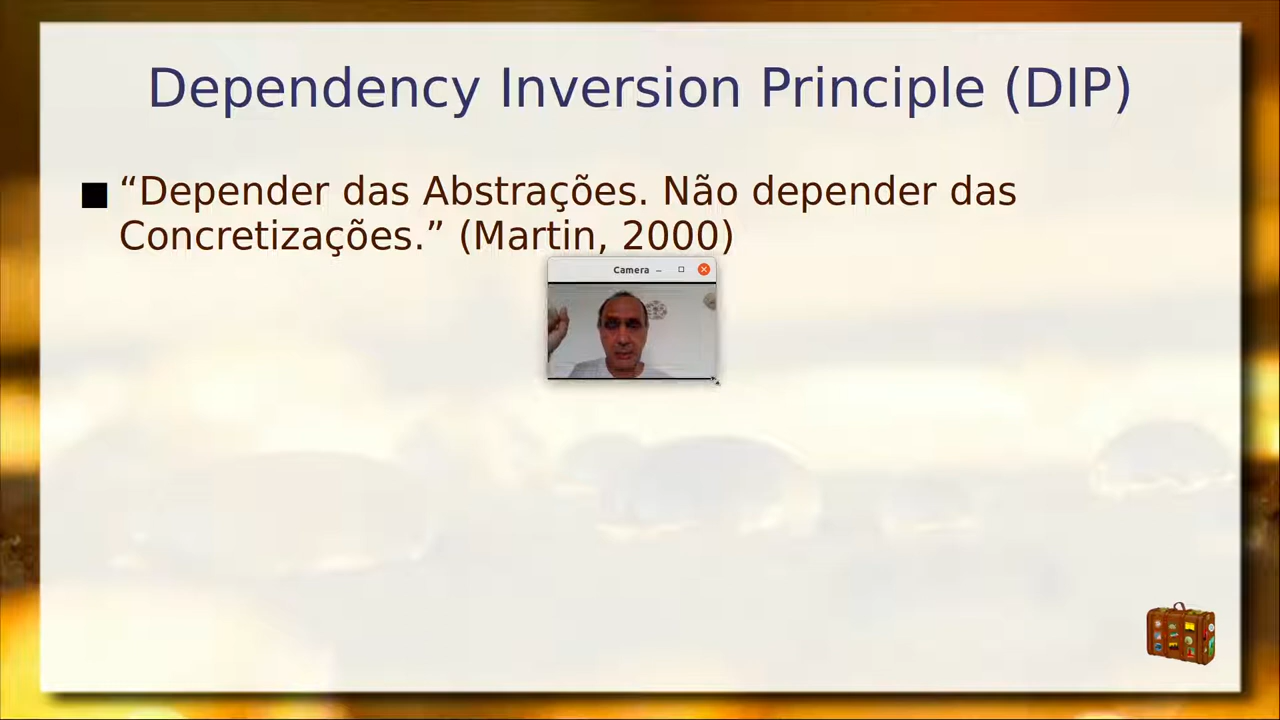 Dependency Inversion Principle (DIP)
“Depender das Abstrações. Não depender das
Concretizações.” (Martin, 2000)
Camera